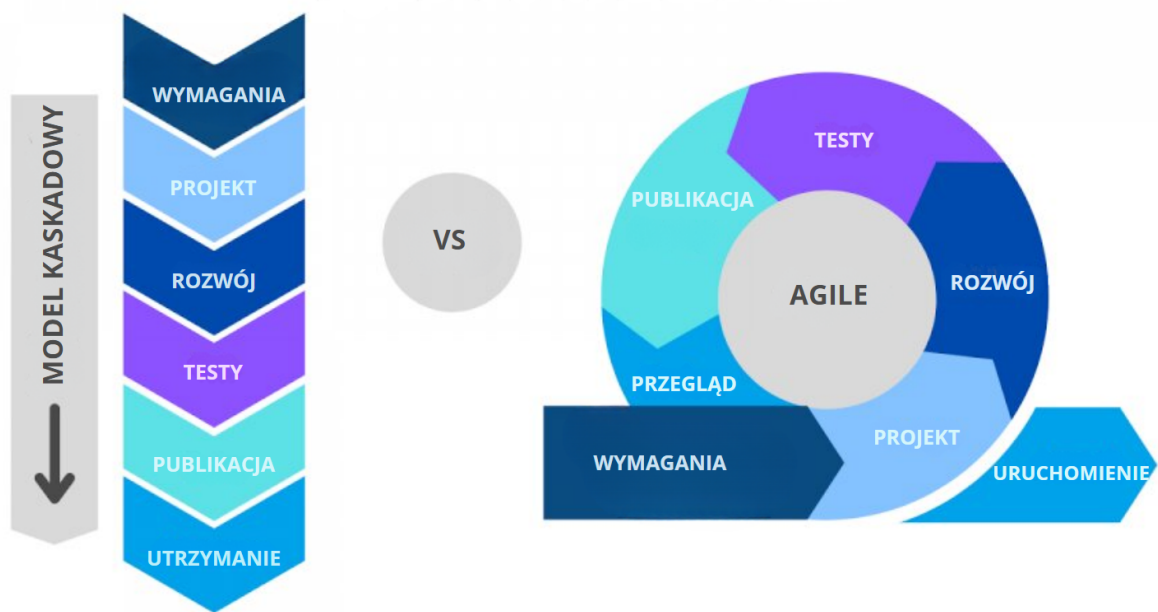 MODEL KASKADOWY
WYMAGANIA
PROJEKT
ROZWÓJ
TESTY
PUBLIKACJA
UTRZYMANIE
VS
AGILE
WYMAGANIA
PROJEKT
ROZWÓJ
TESTY
PUBLIKACJA
PRZEGLĄD
URUCHOMIENIE